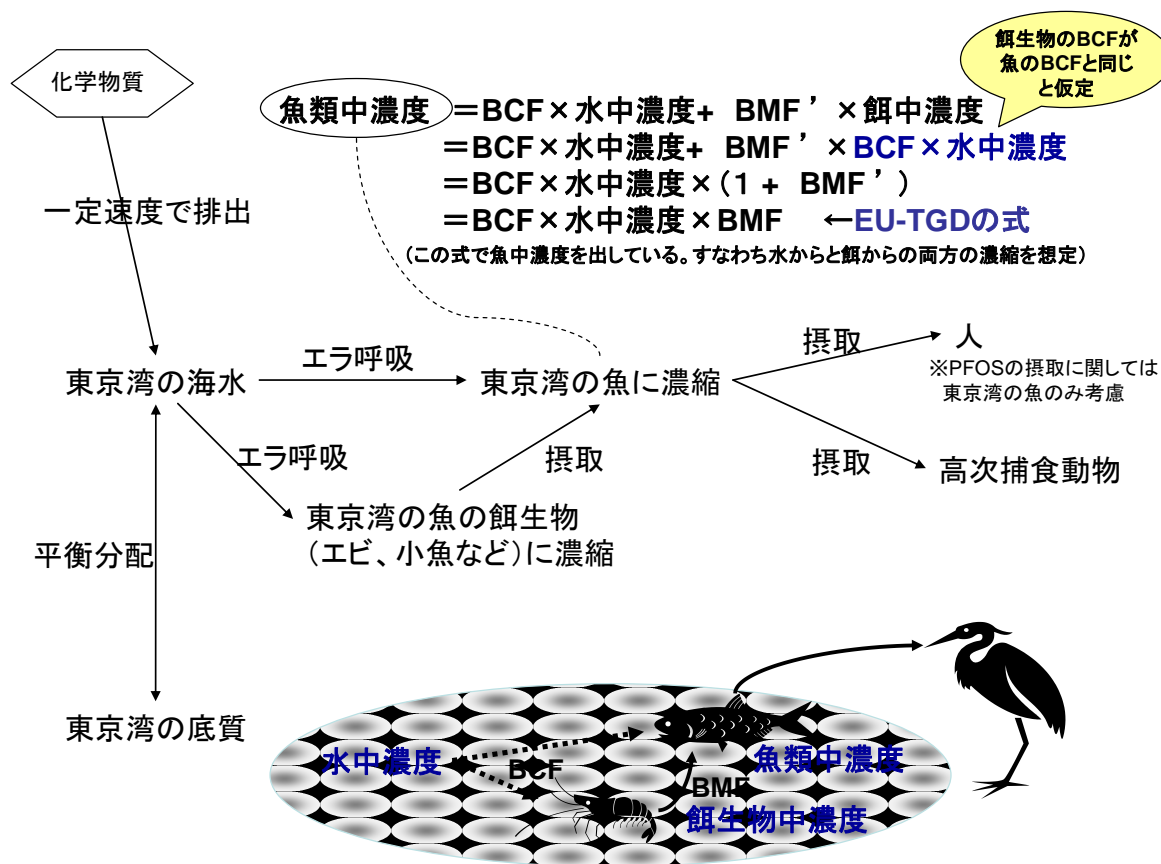 化学物質
餌生物のBCFが
魚のBCFと同じ
と仮定
魚類中濃度 ＝BCF×水中濃度+ BMF’×餌中濃度
＝BCF×水中濃度+ BMF’×BCF×水中濃度
＝BCF×水中濃度×（1 + BMF’）
＝BCF×水中濃度×BMF ←EU-TGDの式
（この式で魚中濃度を出している。すなわち水からと餌からの両方の濃縮を想定）
一定速度で排出
東京湾の海水
エラ呼吸
東京湾の魚に濃縮
摂取
人
※PFOSの摂取に関しては
東京湾の魚のみ考慮
エラ呼吸
摂取
摂取
高次捕食動物
東京湾の魚の餌生物
（エビ、小魚など）に濃縮
平衡分配
東京湾の底質
水中濃度
BCF
魚類中濃度
BMF
餌生物中濃度